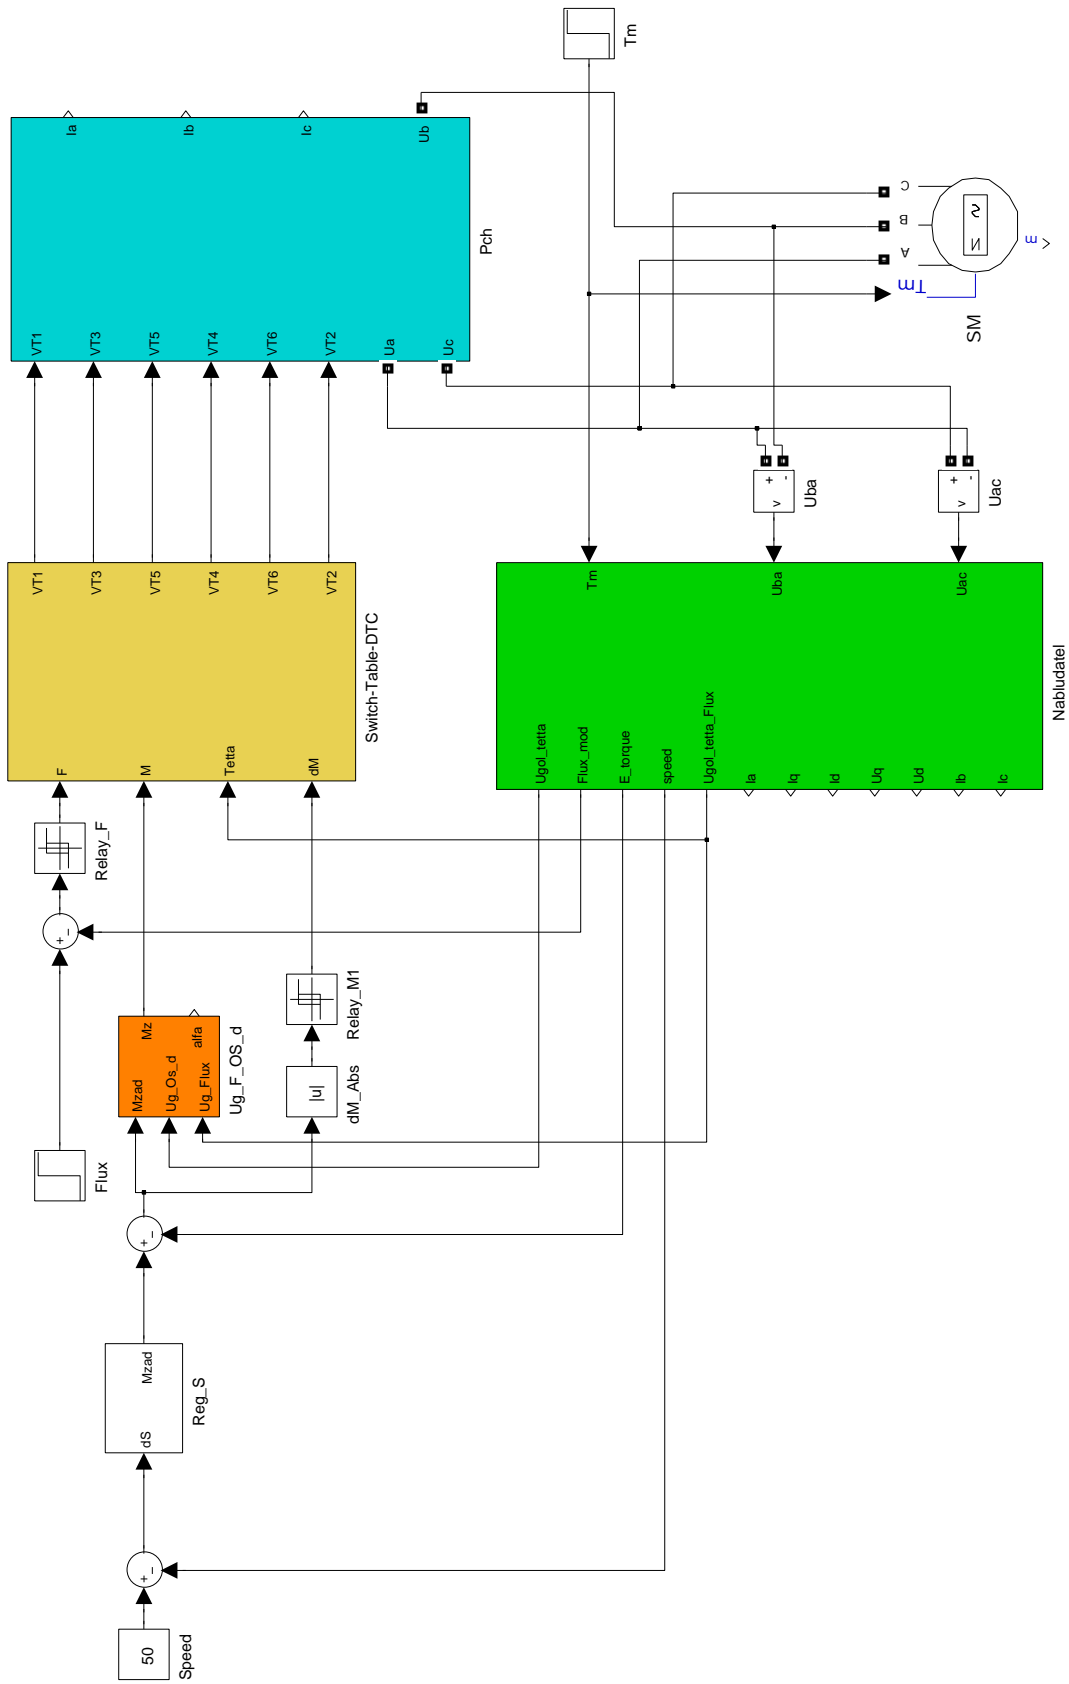 50
Speed
+
–
dS
Mzad
Reg_S
+
–
Flux
Mzad
Ug_Os_d
Ug_Flux
Mz
alfa
Ug_F_OS_d
|u|
dM_Abs
Relay_M1
+
–
Relay_F
F
M
Tetta
dM
VT1
VT3
VT5
VT4
VT6
VT2
Switch-Table-DTC
VT1
VT3
VT5
VT4
VT6
VT2
Ua
Uc
Ia
Ib
Ic
Ub
Pch
Ugol_tetta
Flux_mod
E_torque
speed
Ugol_tetta_Flux
Ia
Iq
Id
Uq
Ud
Ib
Ic
Tm
Uba
Uac
Nabludatel
v
+
-
Uba
v
+
-
Uac
Tm
Tm
A
B
C
N
~
m
SM